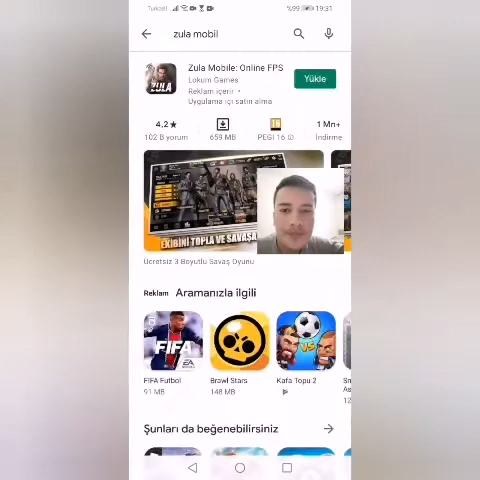 Turkcell
%99 19:31
zula mobil
Zula Mobile: Online FPS
Lokum Games
Reklam içerir •
Uygulama içi satın alma
Yükle
ZULA
4.2★
102 B yorum
659 MB
16
PEGI 16
1 Mn+
İndirme
EKİBİNİ TOPLA VE SAVAŞA
Ücretsiz 3 Boyutlu Savaş Oyunu
Reklam Aramanızla ilgili
FIFA
EA
VS
FIFA Futbol
91 MB
Brawl Stars
148 MB
Kafa Topu 2
Şunları da beğenebilirsiniz